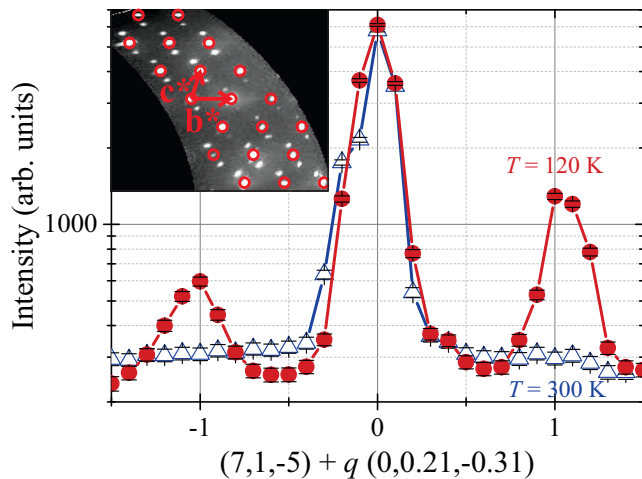 c*
b*
T = 120 K
1000
Intensity (arb. units)
T = 300 K
-1 0 1
(7,1,-5) + q (0,0.21,-0.31)